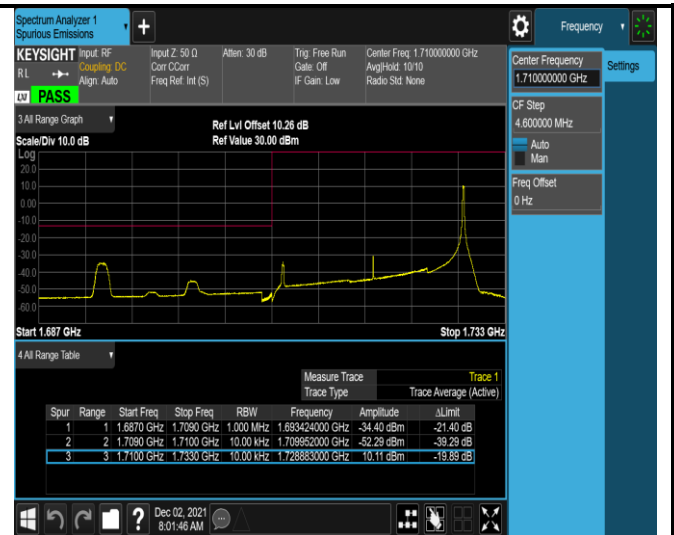 Spectrum Analyzer 1
Spurious Emissions
Frequency
KEYSIGHT Input: RF Input Z: 50 Ω Atten: 30 dB Trig: Free Run Center Freq: 1.710000000 GHz
RL Coupling: DC Corr CCorr Gate: Off Avg|Hold: 10/10
Align: Auto Freq Ref: Int (S) IF Gain: Low Radio Std: None
LXI PASS
Center Frequency
1.710000000 GHz
Settings
CF Step
4.600000 MHz
Auto
Man
Freq Offset
0 Hz
3 All Range Graph
Ref Lvl Offset 10.26 dB
Scale/Div 10.0 dB Ref Value 30.00 dBm
Log
20.0
10.0
0.00
-10.0
-20.0
-30.0
-40.0
-50.0
-60.0
Start 1.687 GHz Stop 1.733 GHz
4 All Range Table
Measure Trace Trace 1
Trace Type Trace Average (Active)
Spur Range Start Freq Stop Freq RBW Frequency Amplitude ΔLimit
1 1 1.6870 GHz 1.7090 GHz 1.000 MHz 1.693424000 GHz -34.40 dBm -21.40 dB
2 2 1.7090 GHz 1.7100 GHz 10.00 kHz 1.709952000 GHz -52.29 dBm -39.29 dB
3 3 1.7100 GHz 1.7330 GHz 10.00 kHz 1.728883000 GHz 10.11 dBm -19.89 dB
? Dec 02, 2021
8:01:46 AM